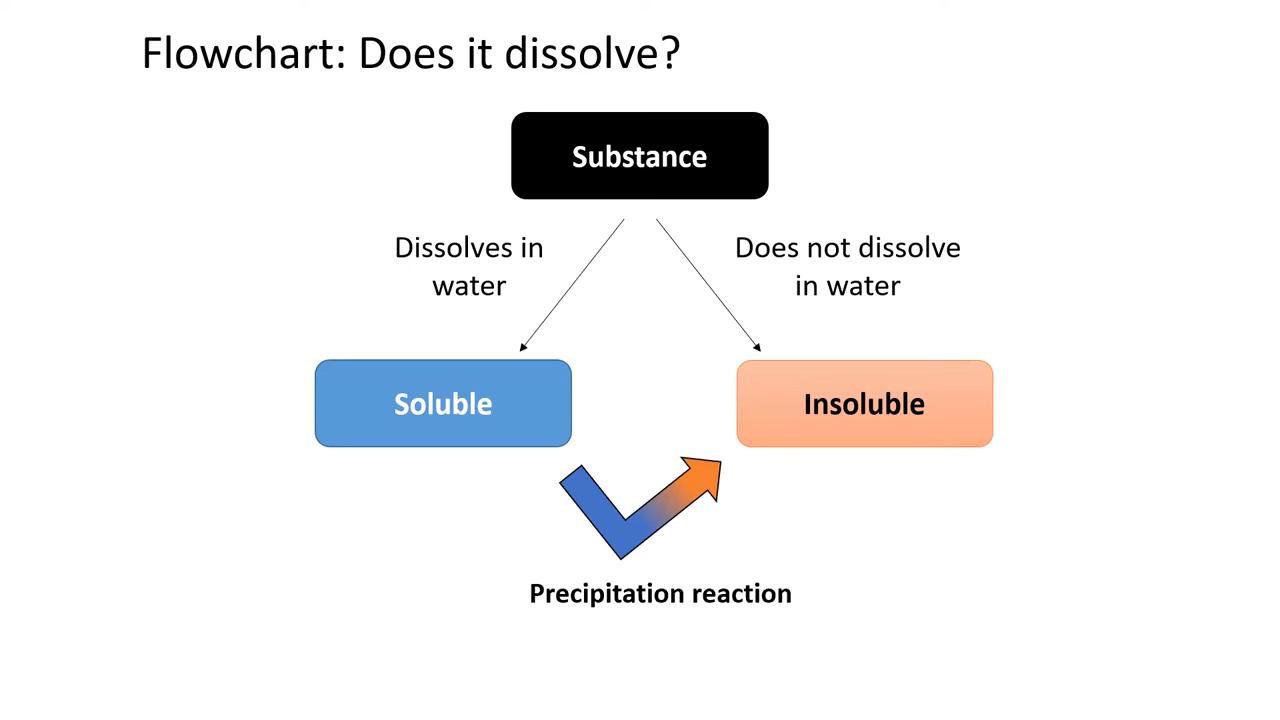 Flowchart: Does it dissolve?
Substance
Dissolves in
water
Does not dissolve
in water
Soluble
Insoluble
Precipitation reaction